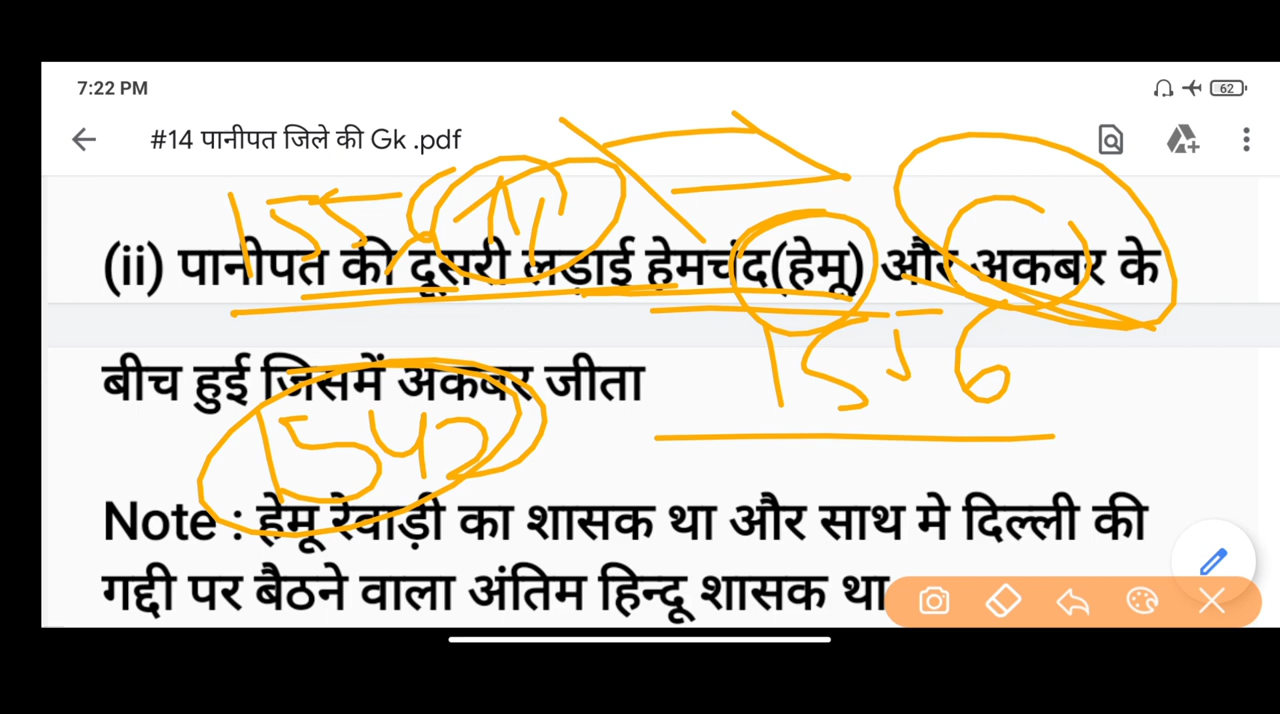 7:22 PM
62
#14 पानीपत जिले की Gk .pdf
(ii) पानीपत की दूसरी लड़ाई हेमचंद(हेमू) और अकबर के
1556
बीच हुई जिसमें अकबर जीता
1542
Note : हेमू रेवाड़ी का शासक था और साथ मे दिल्ली की
गद्दी पर बैठने वाला अंतिम हिन्दू शासक था